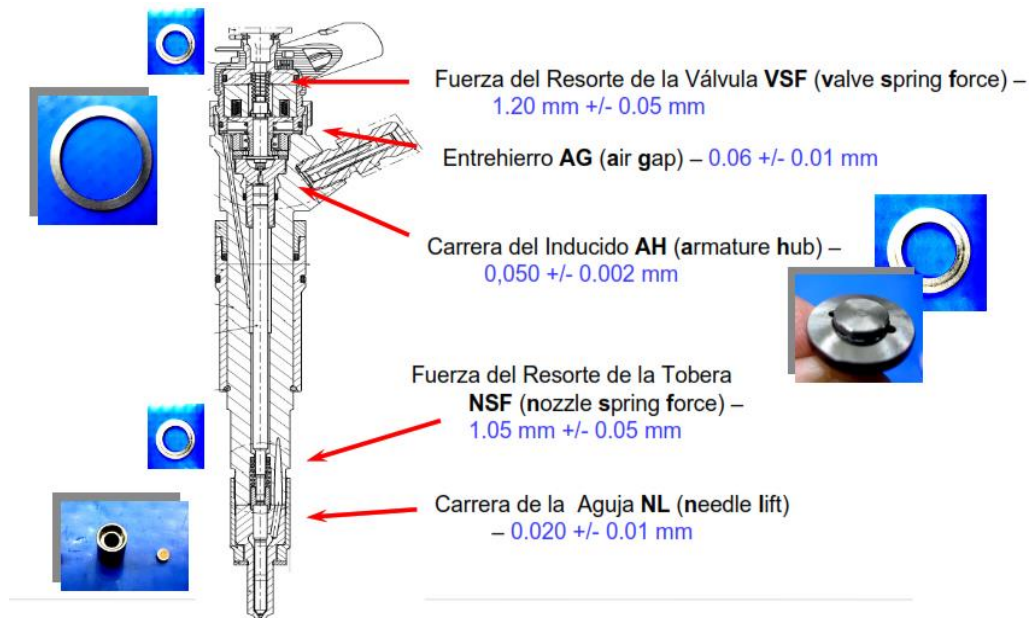 Fuerza del Resorte de la Válvula VSF (valve spring force) –
1.20 mm +/- 0.05 mm
Entrehierro AG (air gap) – 0.06 +/- 0.01 mm
Carrera del Inducido AH (armature hub) –
0,050 +/- 0.002 mm
Fuerza del Resorte de la Tobera
NSF (nozzle spring force) –
1.05 mm +/- 0.05 mm
Carrera de la Aguja NL (needle lift)
– 0.020 +/- 0.01 mm